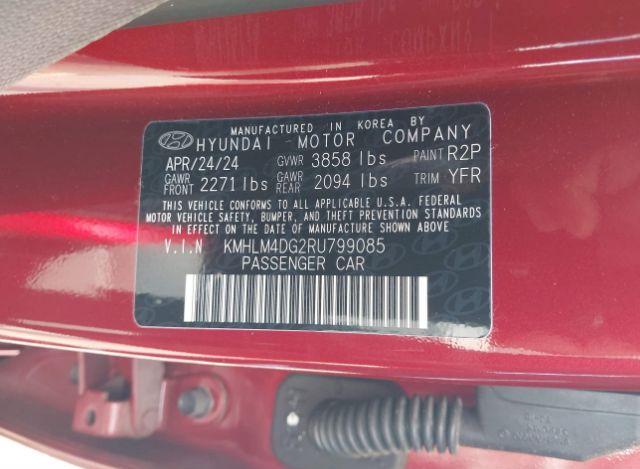 MANUFACTURED IN KOREA BY
HYUNDAI MOTOR COMPANY
APR/24/24 GVWR 3858 lbs PAINT R2P
GAWR FRONT 2271 lbs GAWR REAR 2094 lbs TRIM YFR
THIS VEHICLE CONFORMS TO ALL APPLICABLE U.S.A. FEDERAL
MOTOR VEHICLE SAFETY, BUMPER, AND THEFT PREVENTION STANDARDS
IN EFFECT ON THE DATE OF MANUFACTURE SHOWN ABOVE.
V.I.N KMHLM4DG2RU799085
PASSENGER CAR